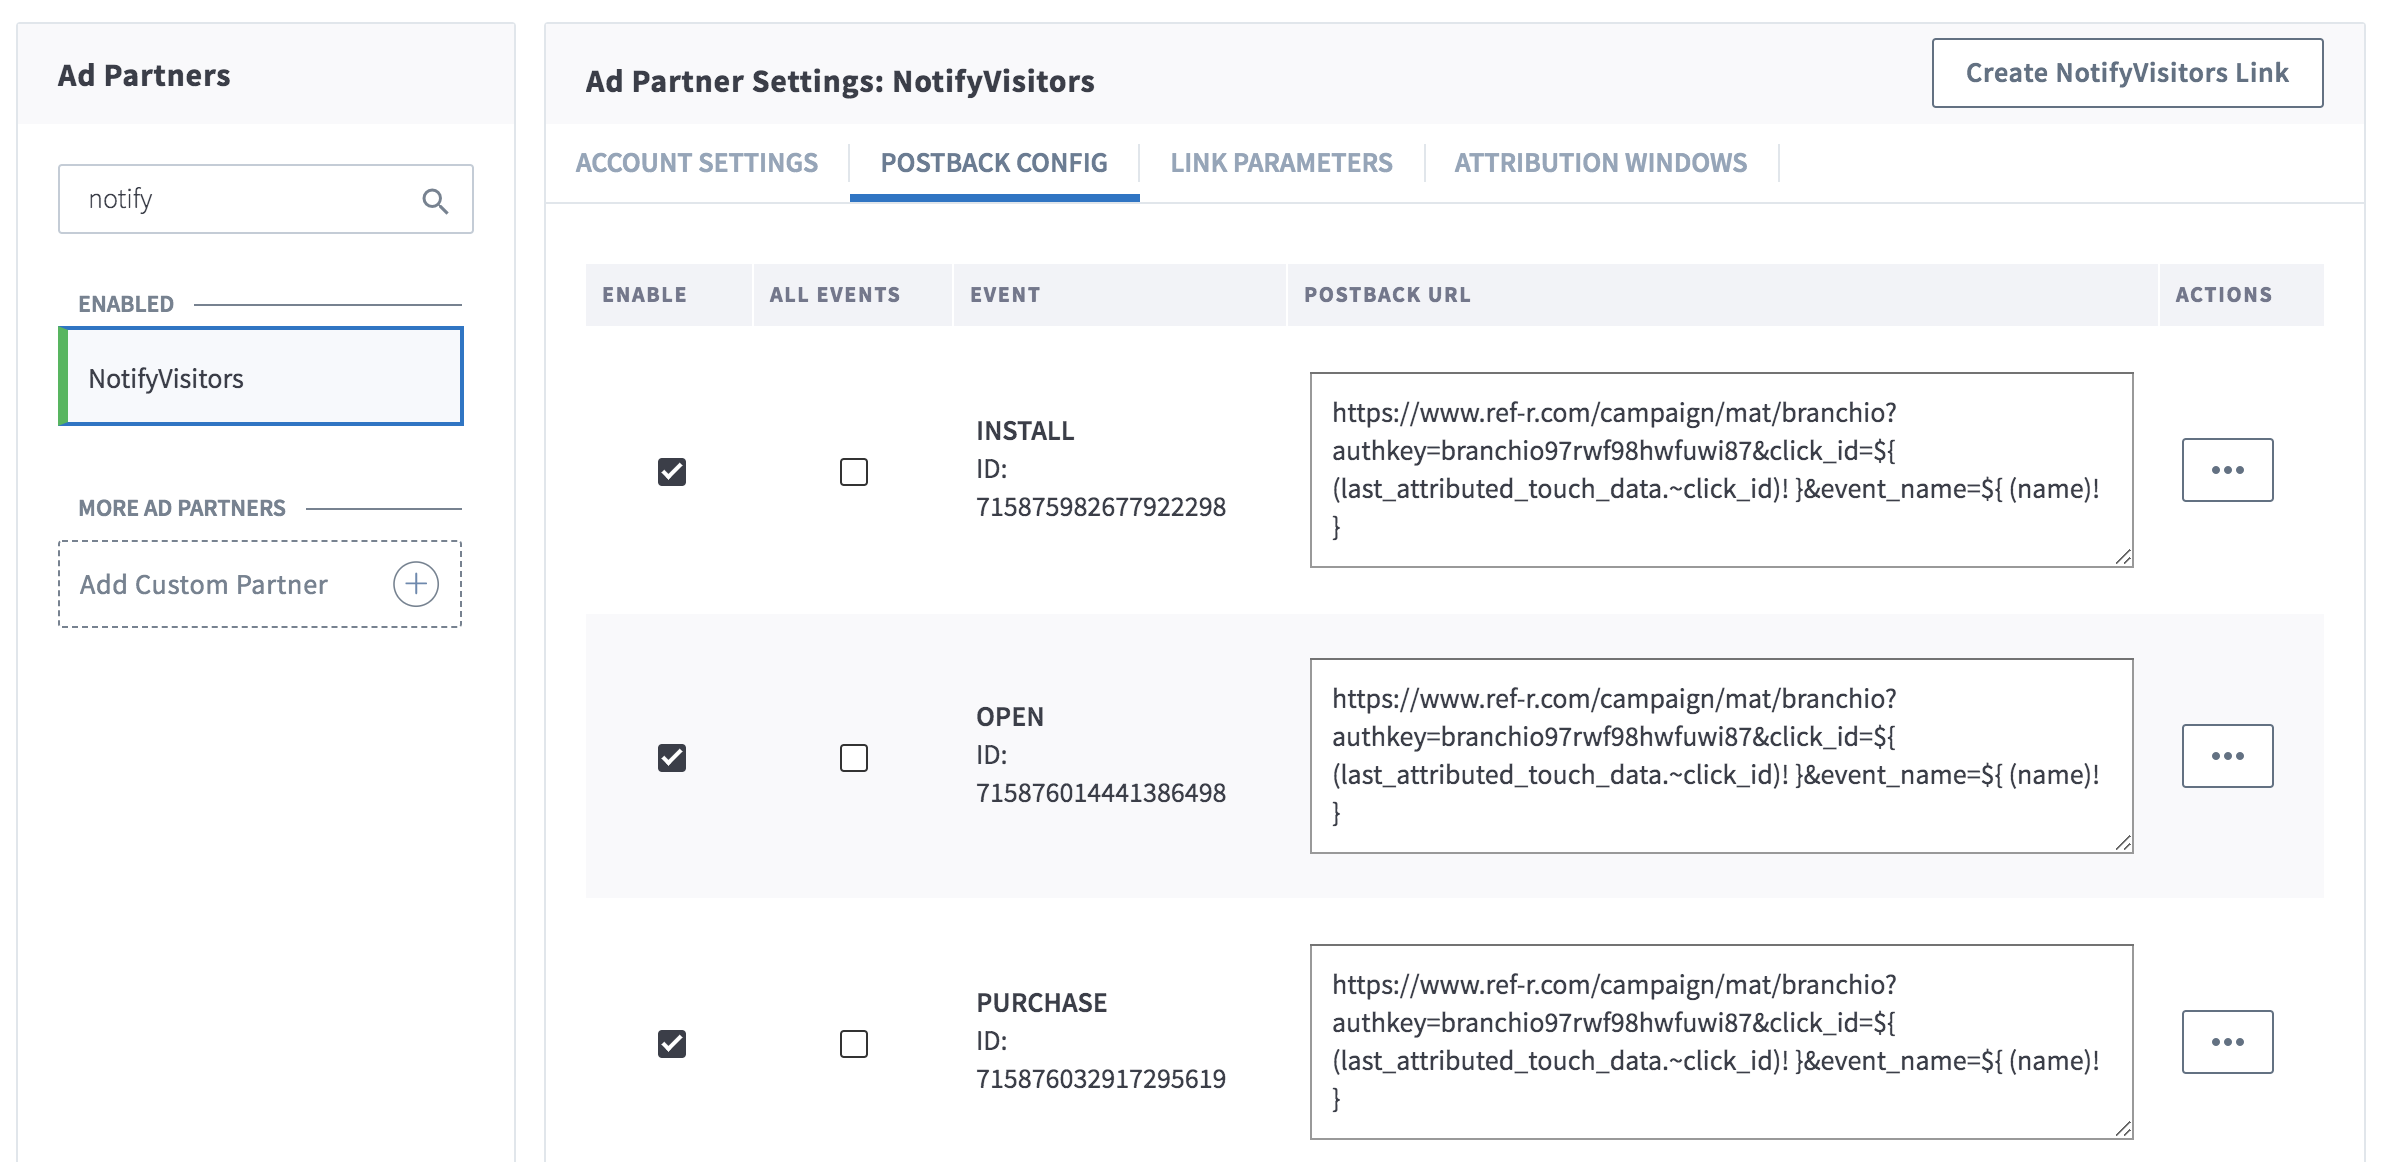 Ad Partners
notify
ENABLED
NotifyVisitors
MORE AD PARTNERS
Add Custom Partner
Ad Partner Settings: NotifyVisitors
Create NotifyVisitors Link
ACCOUNT SETTINGS
POSTBACK CONFIG
LINK PARAMETERS
ATTRIBUTION WINDOWS
ENABLE
ALL EVENTS
EVENT
POSTBACK URL
ACTIONS
INSTALL
ID:
715875982677922298
https://www.ref-r.com/campaign/mat/branchio?
authkey=branchio97rwf98hwfuwi87&click_id=${
(last_attributed_touch_data.~click_id)! }&event_name=${ (name)!
}
OPEN
ID:
715876014441386498
https://www.ref-r.com/campaign/mat/branchio?
authkey=branchio97rwf98hwfuwi87&click_id=${
(last_attributed_touch_data.~click_id)! }&event_name=${ (name)!
}
PURCHASE
ID:
715876032917295619
https://www.ref-r.com/campaign/mat/branchio?
authkey=branchio97rwf98hwfuwi87&click_id=${
(last_attributed_touch_data.~click_id)! }&event_name=${ (name)!
}